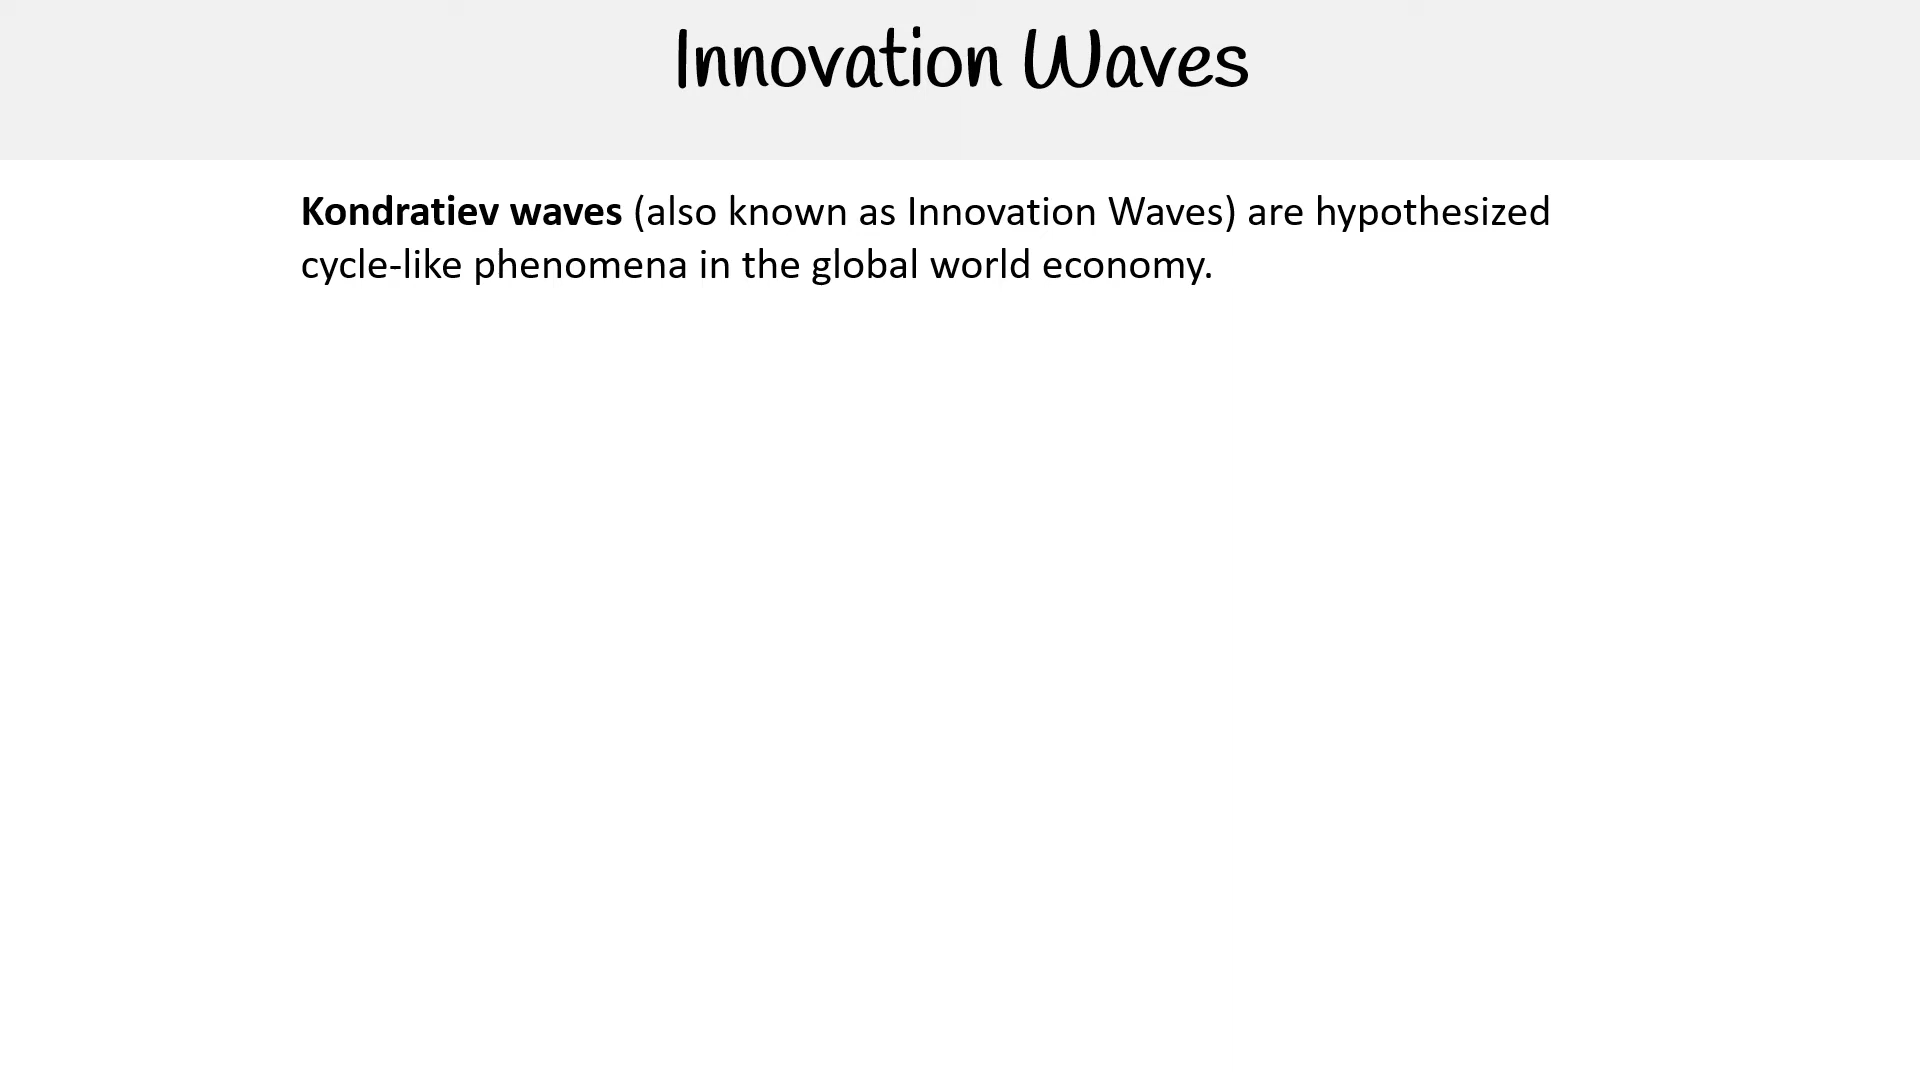 Innovation Waves
Kondratiev waves (also known as Innovation Waves) are hypothesized
cycle-like phenomena in the global world economy.